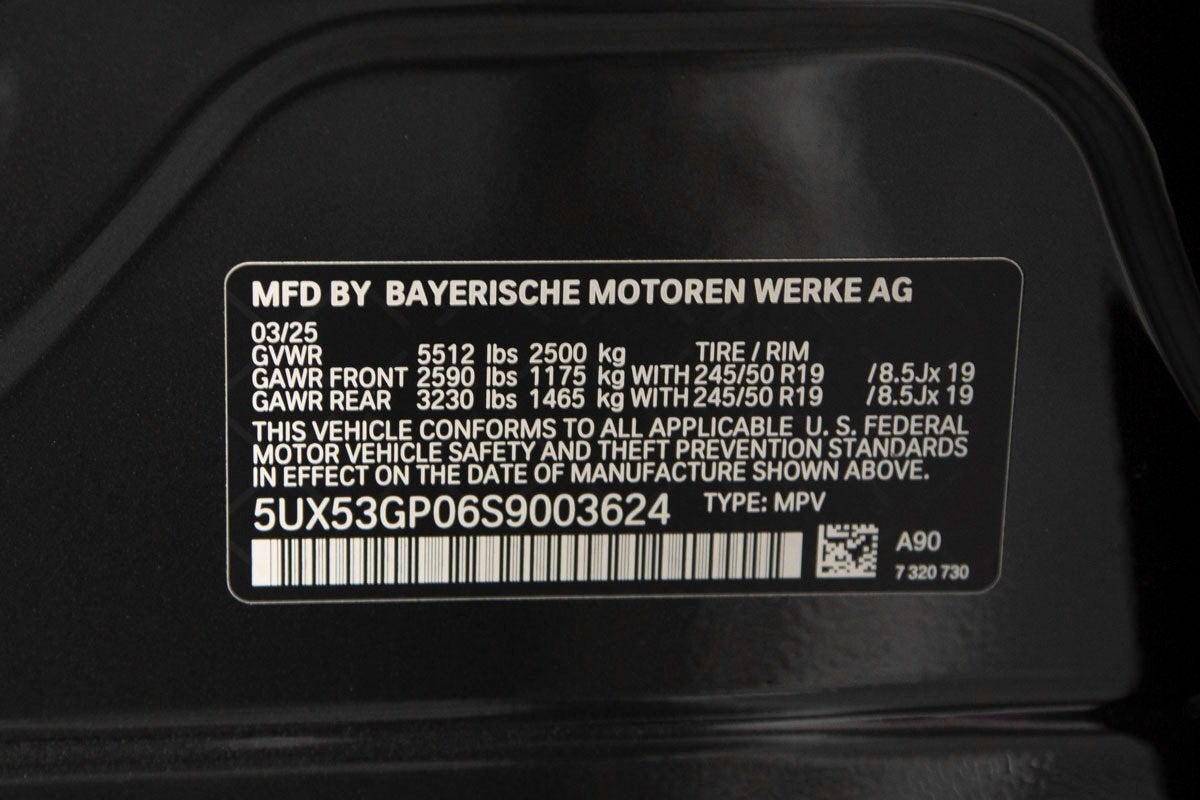 MFD BY BAYERISCHE MOTOREN WERKE AG
03/25
GVWR 5512 lbs 2500 kg TIRE / RIM
GAWR FRONT 2590 lbs 1175 kg WITH 245/50 R19 /8.5Jx 19
GAWR REAR 3230 lbs 1465 kg WITH 245/50 R19 /8.5Jx 19
THIS VEHICLE CONFORMS TO ALL APPLICABLE U. S. FEDERAL
MOTOR VEHICLE SAFETY AND THEFT PREVENTION STANDARDS
IN EFFECT ON THE DATE OF MANUFACTURE SHOWN ABOVE.
5UX53GP06S9003624 TYPE: MPV
A90
7 320 730